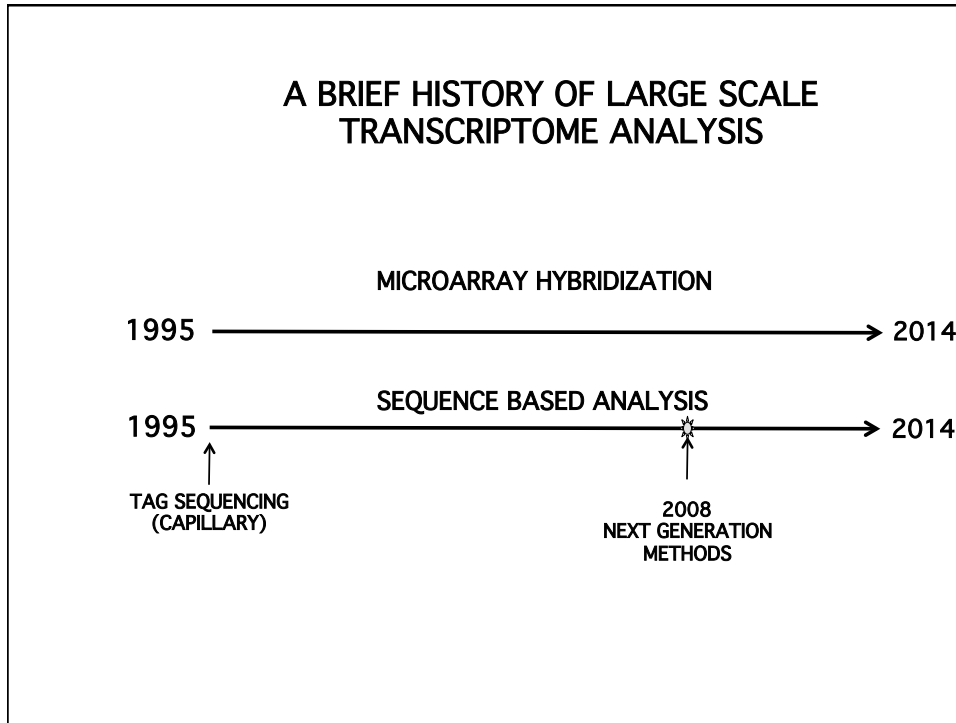 A BRIEF HISTORY OF LARGE SCALE
TRANSCRIPTOME ANALYSIS
MICROARRAY HYBRIDIZATION
1995 2014
SEQUENCE BASED ANALYSIS
1995 2014
TAG SEQUENCING
(CAPILLARY)
2008
NEXT GENERATION
METHODS